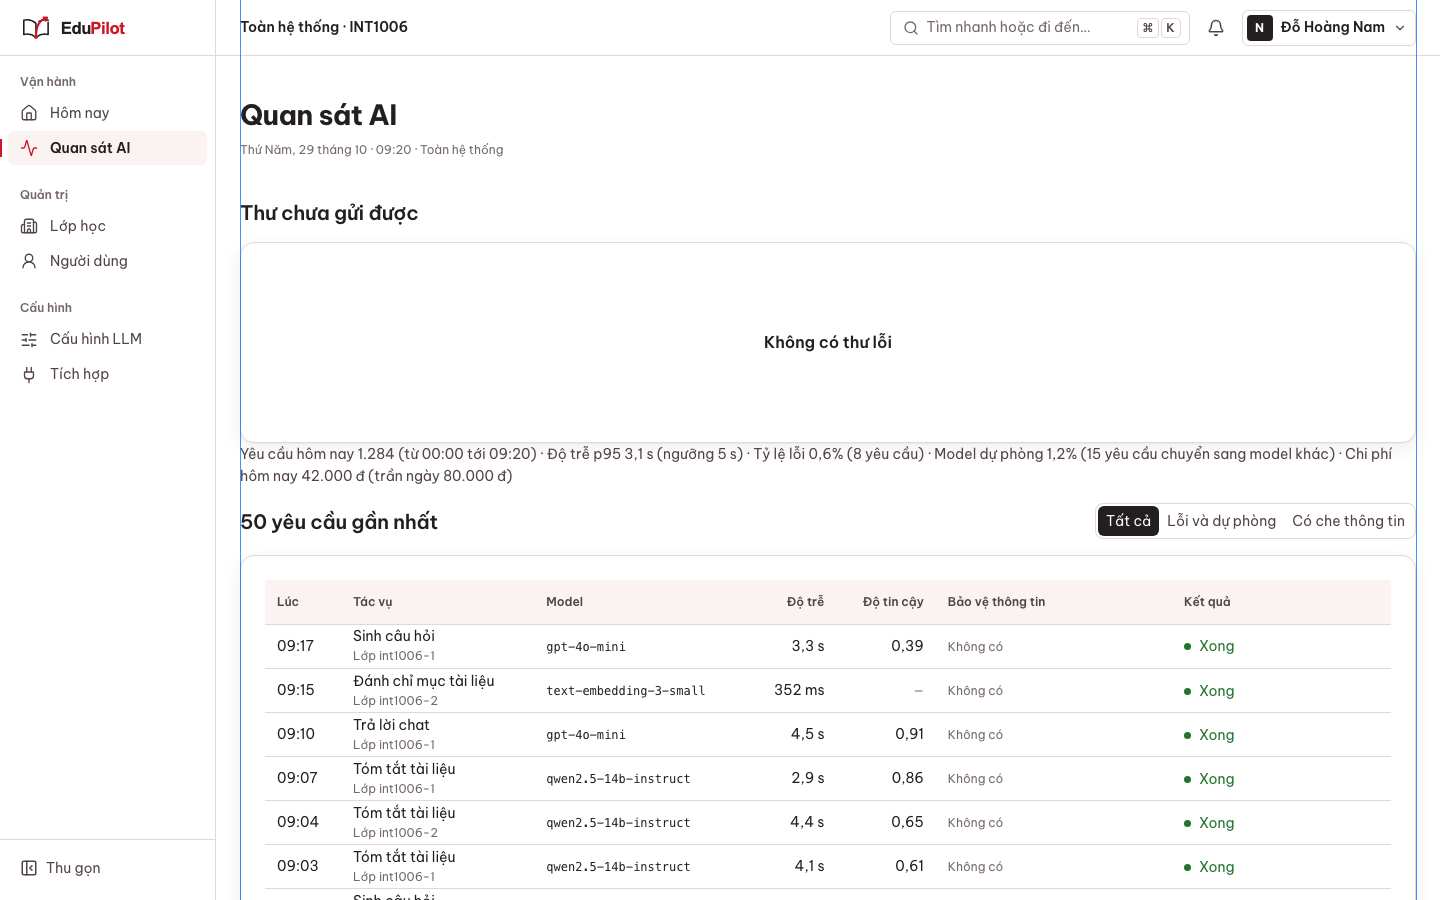 EduPilot
Toàn hệ thống · INT1006
Tìm nhanh hoặc đi đến...
⌘ K
N
Đỗ Hoàng Nam
Vận hành
Hôm nay
Quan sát AI
Quản trị
Lớp học
Người dùng
Cấu hình
Cấu hình LLM
Tích hợp
Thu gọn
Quan sát AI
Thứ Năm, 29 tháng 10 · 09:20 · Toàn hệ thống
Thư chưa gửi được
Không có thư lỗi
Yêu cầu hôm nay 1.284 (từ 00:00 tới 09:20) · Độ trễ p95 3,1 s (ngưỡng 5 s) · Tỷ lệ lỗi 0,6% (8 yêu cầu) · Model dự phòng 1,2% (15 yêu cầu chuyển sang model khác) · Chi phí
hôm nay 42.000 đ (trần ngày 80.000 đ)
50 yêu cầu gần nhất
Tất cả
Lỗi và dự phòng
Có che thông tin
Lúc Tác vụ Model Độ trễ Độ tin cậy Bảo vệ thông tin Kết quả
09:17 Sinh câu hỏi gpt-4o-mini 3,3 s 0,39 Không có Xong
Lớp int1006-1
09:15 Đánh chỉ mục tài liệu text-embedding-3-small 352 ms — Không có Xong
Lớp int1006-2
09:10 Trả lời chat gpt-4o-mini 4,5 s 0,91 Không có Xong
Lớp int1006-1
09:07 Tóm tắt tài liệu qwen2.5-14b-instruct 2,9 s 0,86 Không có Xong
Lớp int1006-1
09:04 Tóm tắt tài liệu qwen2.5-14b-instruct 4,4 s 0,65 Không có Xong
Lớp int1006-2
09:03 Tóm tắt tài liệu qwen2.5-14b-instruct 4,1 s 0,61 Không có Xong
Lớp int1006-1
Sinh câu hỏi